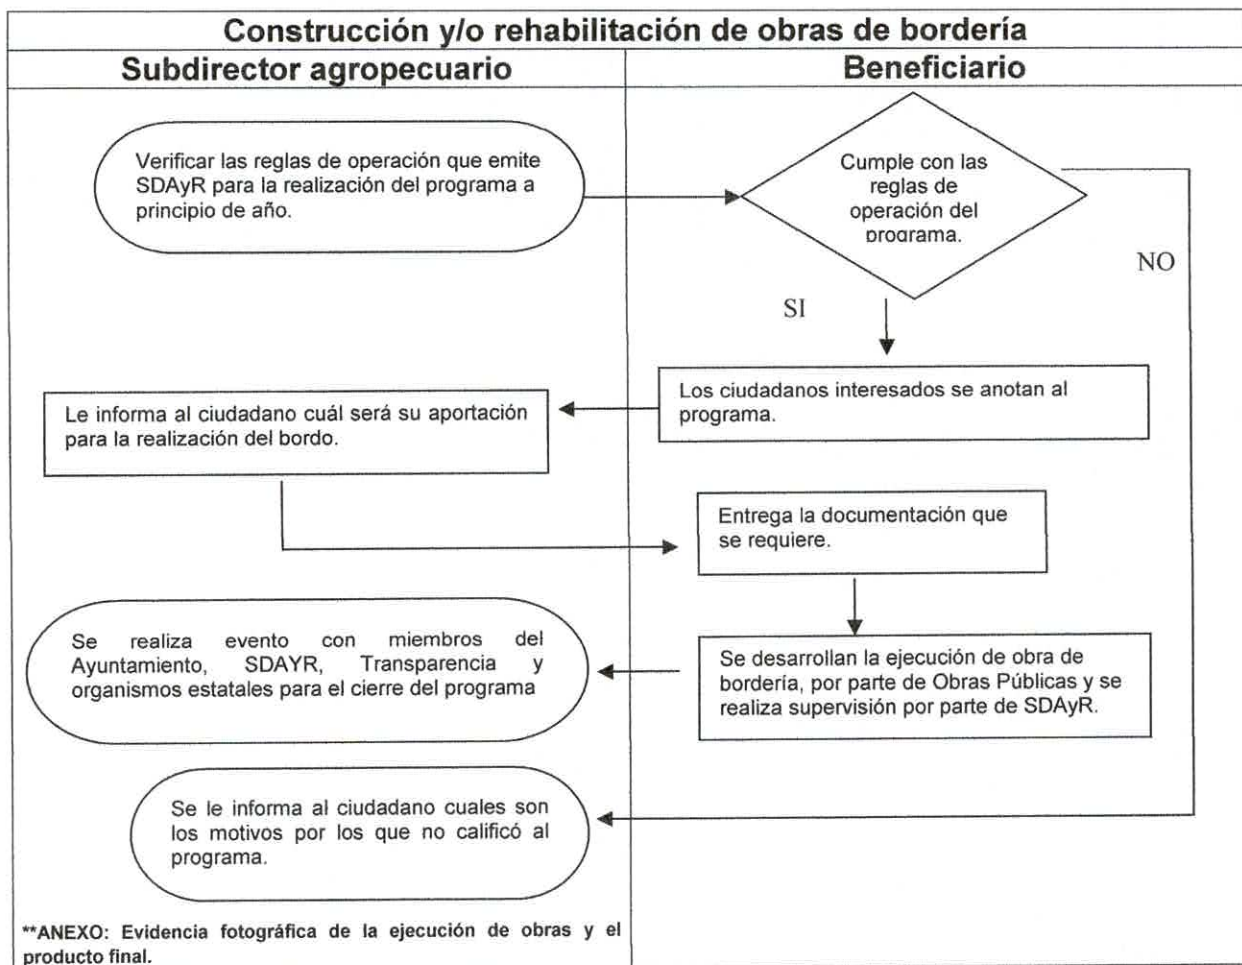 Construcción y/o rehabilitación de obras de bordería
Subdirector agropecuario
Beneficiario
Verificar las reglas de operación que emite
SDAyR para la realización del programa a
principio de año.
Cumple con las
reglas de
operación del
programa.
NO
SI
Los ciudadanos interesados se anotan al
programa.
Le informa al ciudadano cuál será su aportación
para la realización del bordo.
Entrega la documentación que
se requiere.
Se realiza evento con miembros del
Ayuntamiento, SDAYR, Transparencia y
organismos estatales para el cierre del programa
Se desarrollan la ejecución de obra de
bordería, por parte de Obras Públicas y se
realiza supervisión por parte de SDAyR.
Se le informa al ciudadano cuales son
los motivos por los que no calificó al
programa.
**ANEXO: Evidencia fotográfica de la ejecución de obras y el
producto final.